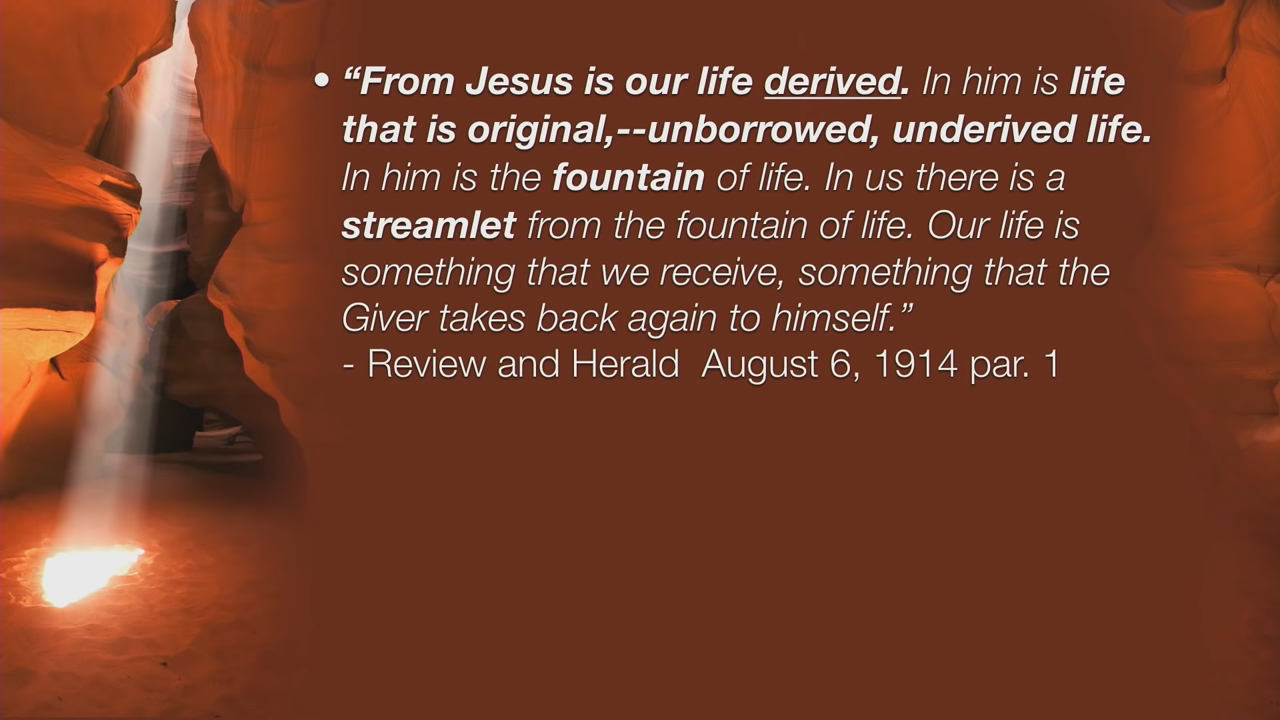 • “From Jesus is our life derived. In him is life
that is original,--unborrowed, underived life.
In him is the fountain of life. In us there is a
streamlet from the fountain of life. Our life is
something that we receive, something that the
Giver takes back again to himself.”
- Review and Herald  August 6, 1914 par. 1